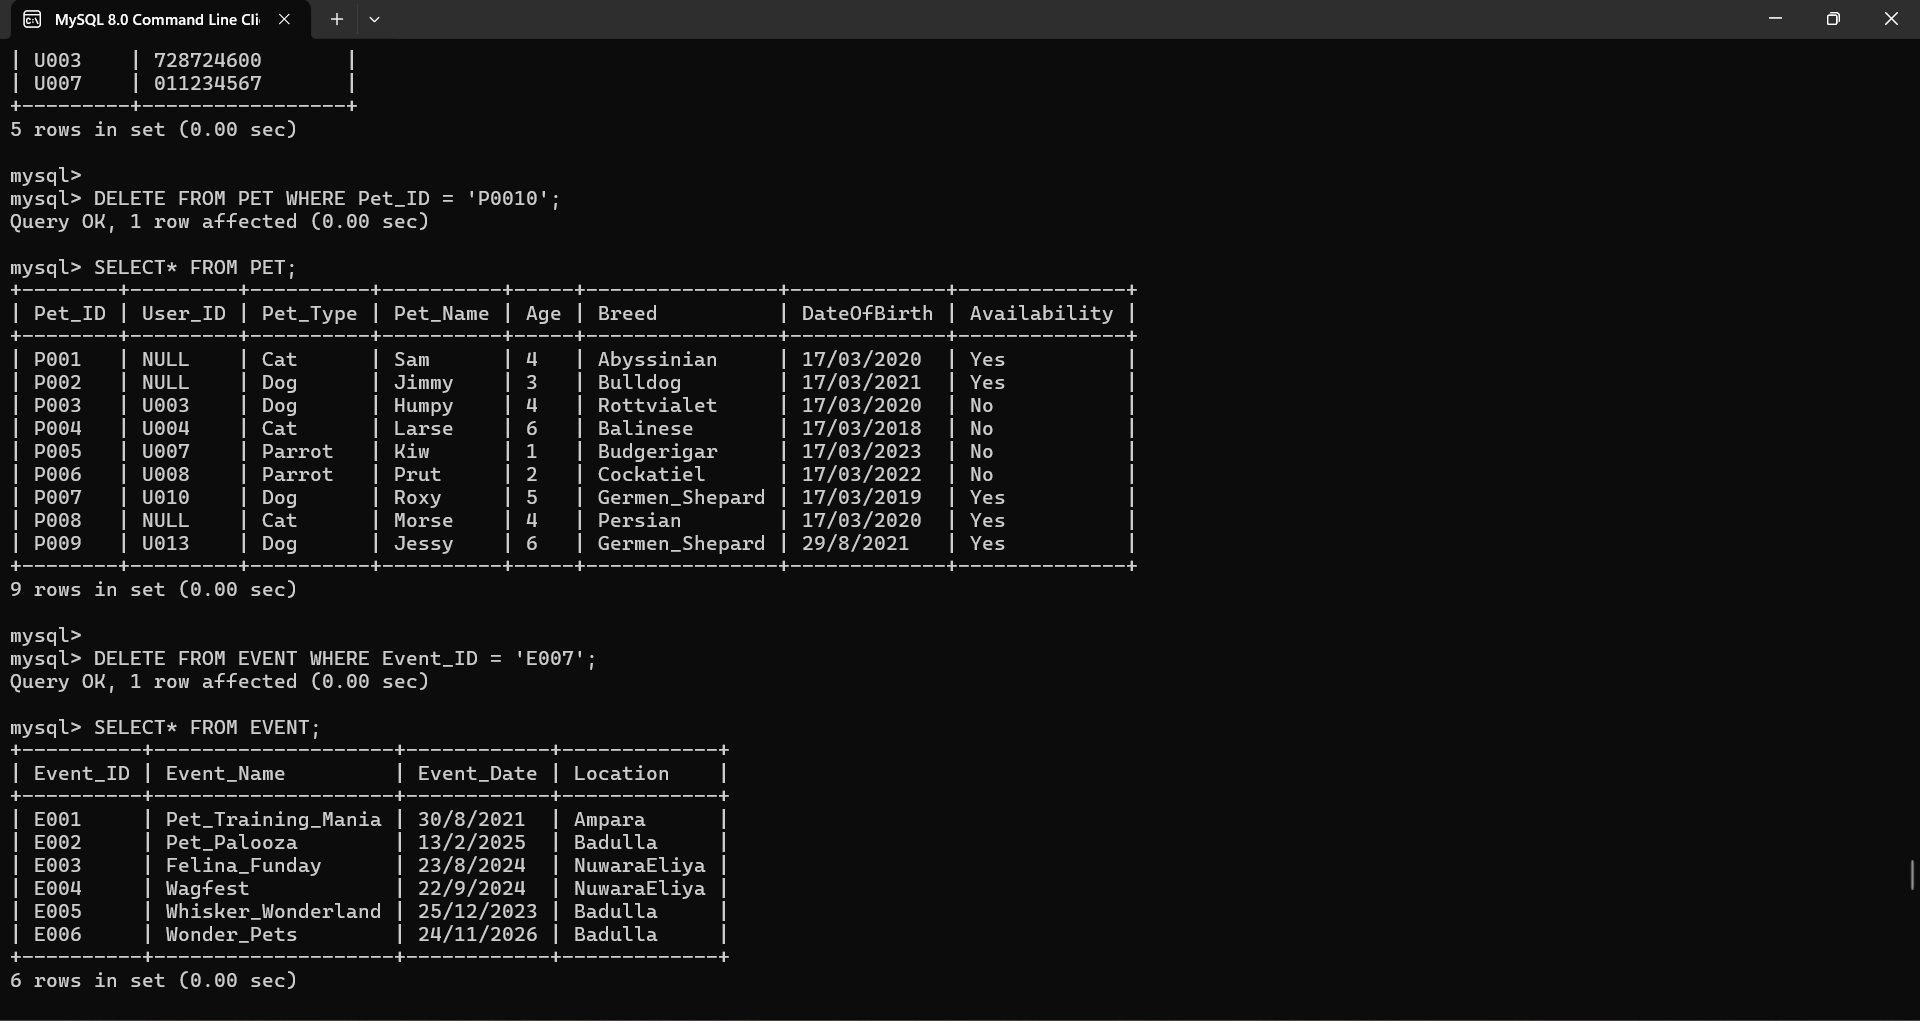 MySQL 8.0 Command Line Cli
| U003    | 728724600       |
| U007    | 011234567       |
+---------+-----------------+
5 rows in set (0.00 sec)
mysql>
mysql> DELETE FROM PET WHERE Pet_ID = 'P0010';
Query OK, 1 row affected (0.00 sec)
mysql> SELECT* FROM PET;
+--------+---------+----------+----------+-----+----------------+-------------+--------------+
| Pet_ID | User_ID | Pet_Type | Pet_Name | Age | Breed          | DateOfBirth | Availability |
+--------+---------+----------+----------+-----+----------------+-------------+--------------+
| P001   | NULL    | Cat      | Sam      | 4   | Abyssinian     | 17/03/2020  | Yes          |
| P002   | NULL    | Dog      | Jimmy    | 3   | Bulldog        | 17/03/2021  | Yes          |
| P003   | U003    | Dog      | Humpy    | 4   | Rottvialet     | 17/03/2020  | No           |
| P004   | U004    | Cat      | Larse    | 6   | Balinese       | 17/03/2018  | No           |
| P005   | U007    | Parrot   | Kiw      | 1   | Budgerigar     | 17/03/2023  | No           |
| P006   | U008    | Parrot   | Prut     | 2   | Cockatiel      | 17/03/2022  | No           |
| P007   | U010    | Dog      | Roxy     | 5   | Germen_Shepard | 17/03/2019  | Yes          |
| P008   | NULL    | Cat      | Morse    | 4   | Persian        | 17/03/2020  | Yes          |
| P009   | U013    | Dog      | Jessy    | 6   | Germen_Shepard | 29/8/2021   | Yes          |
+--------+---------+----------+----------+-----+----------------+-------------+--------------+
9 rows in set (0.00 sec)
mysql>
mysql> DELETE FROM EVENT WHERE Event_ID = 'E007';
Query OK, 1 row affected (0.00 sec)
mysql> SELECT* FROM EVENT;
+----------+--------------------+------------+-------------+
| Event_ID | Event_Name         | Event_Date | Location    |
+----------+--------------------+------------+-------------+
| E001     | Pet_Training_Mania | 30/8/2021  | Ampara      |
| E002     | Pet_Palooza        | 13/2/2025  | Badulla     |
| E003     | Felina_Funday      | 23/8/2024  | NuwaraEliya |
| E004     | Wagfest            | 22/9/2024  | NuwaraEliya |
| E005     | Whisker_Wonderland | 25/12/2023 | Badulla     |
| E006     | Wonder_Pets        | 24/11/2026 | Badulla     |
+----------+--------------------+------------+-------------+
6 rows in set (0.00 sec)